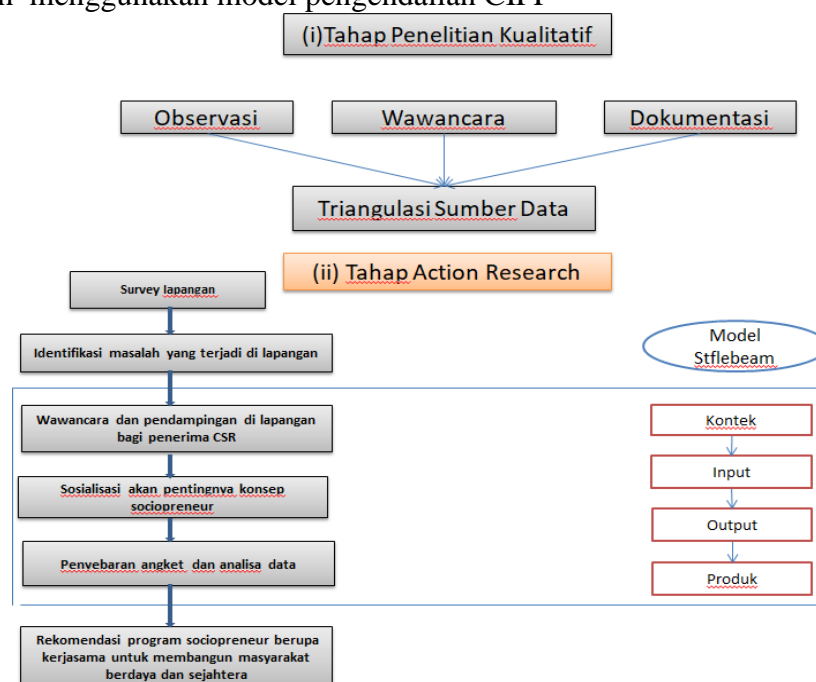 menggunakan model pengendalian CIPP
(i)Tahap Penelitian Kualitatif
Observasi
Wawancara
Dokumentasi
Triangulasi Sumber Data
(ii) Tahap Action Research
Survey lapangan
Identifikasi masalah yang terjadi di lapangan
Wawancara dan pendampingan di lapangan
bagi penerima CSR
Sosialisasi akan pentingnya konsep
sociopreneur
Penyebaran angket dan analisa data
Rekomendasi program sociopreneur berupa
kerjasama untuk membangun masyarakat
berdaya dan sejahtera
Model
Stflebeam
Kontek
Input
Output
Produk